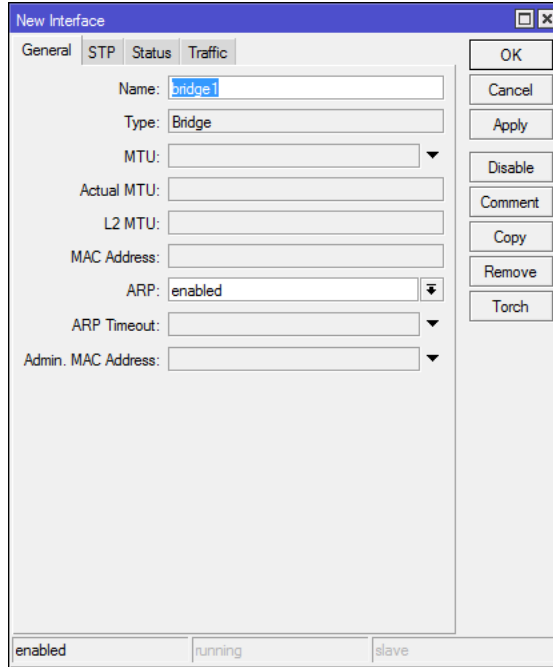 New Interface
General STP Status Traffic
Name: bridge1
Type: Bridge
MTU:
Actual MTU:
L2 MTU:
MAC Address:
ARP: enabled
ARP Timeout:
Admin. MAC Address:
OK
Cancel
Apply
Disable
Comment
Copy
Remove
Torch
enabled running slave